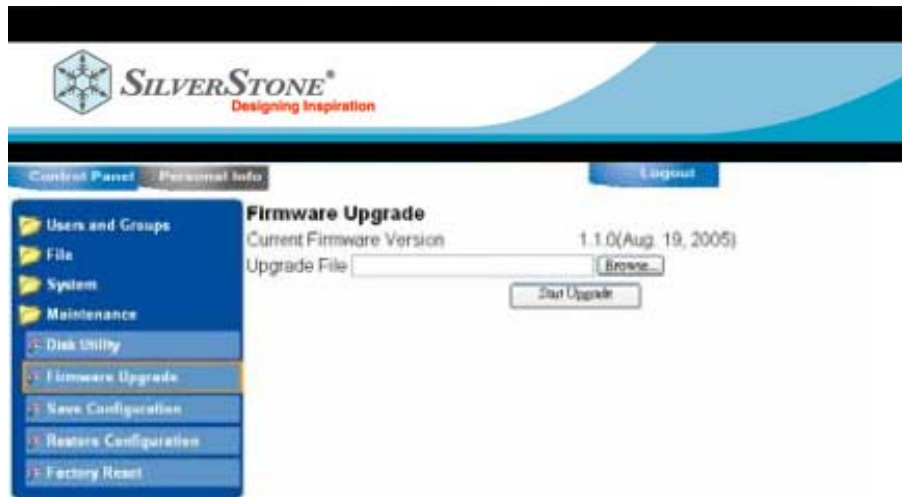 SILVERSTONE®
Designing Inspiration
Control Panel Personal Info Logout
Users and Groups
File
System
Maintenance
Disk Utility
Firmware Upgrade
Save Configuration
Restore Configuration
Factory Reset
Firmware Upgrade
Current Firmware Version 1.1.0(Aug. 19, 2005)
Upgrade File Browse...
Start Upgrade